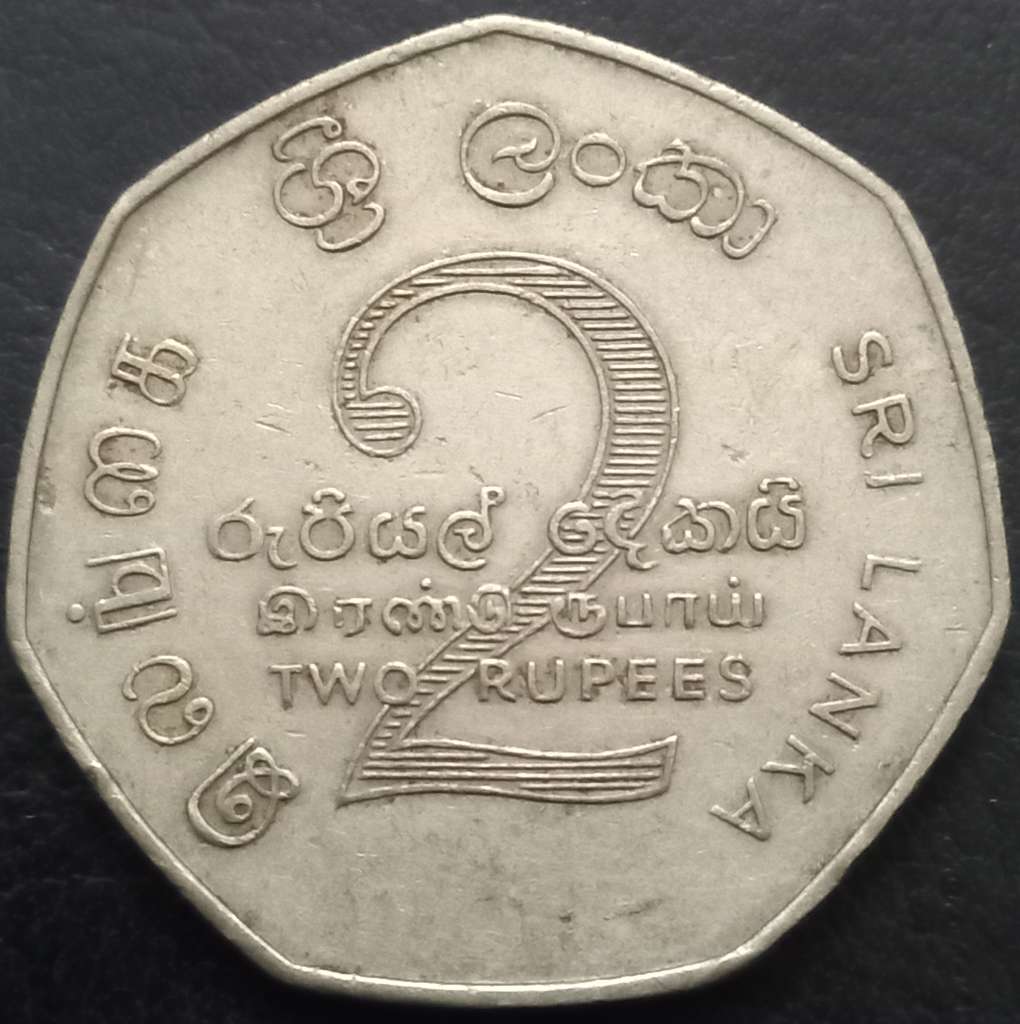 ශ්‍රී ලංකා
இலங்கை
SRI LANKA
2
රුපියල් දෙකයි
இரண்டு ரூபாய்
TWO RUPEES